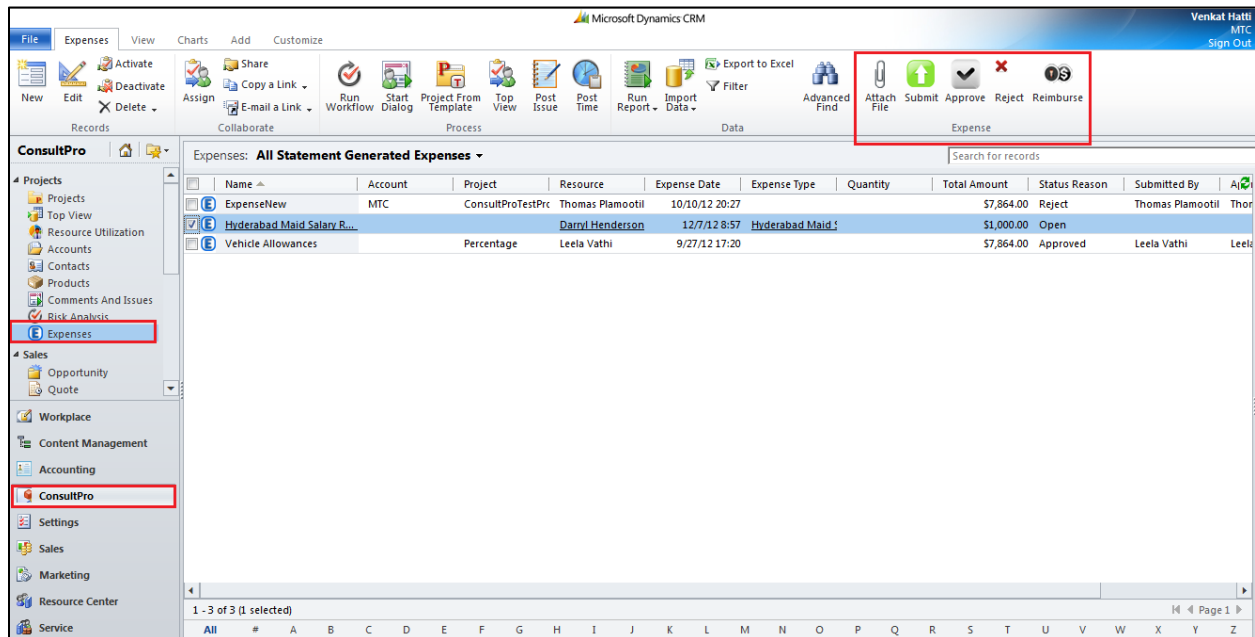 Microsoft Dynamics CRM
Venkat Hatti
MTC
Sign Out
File Expenses View Charts Add Customize
New
Edit
Activate
Deactivate
Delete
Records
Assign
Share
Copy a Link
E-mail a Link
Collaborate
Run Workflow
Start Dialog
Project From Template
Top View
Post Issue
Post Time
Process
Run Report
Import Data
Export to Excel
Filter
Advanced Find
Data
Attach File
Submit
Approve
Reject
Reimburse
Expense
ConsultPro
Projects
Projects
Top View
Resource Utilization
Accounts
Contacts
Products
Comments And Issues
Risk Analysis
Expenses
Sales
Opportunity
Quote
Workplace
Content Management
Accounting
ConsultPro
Settings
Sales
Marketing
Resource Center
Service
Expenses: All Statement Generated Expenses
Search for records
Name Account Project Resource Expense Date Expense Type Quantity Total Amount Status Reason Submitted By
ExpenseNew MTC ConsultProTestPrc Thomas Plamootil 10/10/12 20:27 $7,864.00 Reject Thomas Plamootil Thor
Hyderabad Maid Salary R... Darryl Henderson 12/7/12 8:57 Hyderabad Maid $1,000.00 Open
Vehicle Allowances Percentage Leela Vathi 9/27/12 17:20 $7,864.00 Approved Leela Vathi Leela
1 - 3 of 3 (1 selected)
Page 1
All # A B C D E F G H I J K L M N O P Q R S T U V W X Y Z